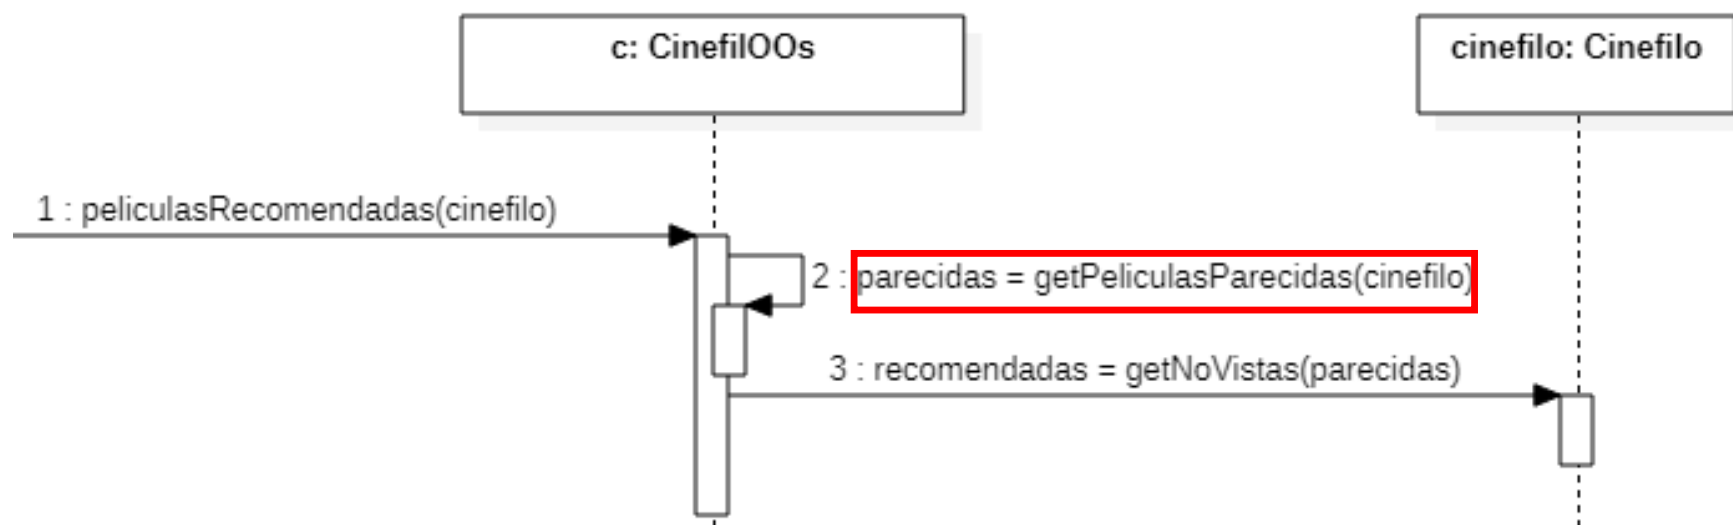 c: CinefilOOs
cinefilo: Cinefilo
1 : peliculasRecomendadas(cinefilo)
2 : parecidas = getPeliculasParecidas(cinefilo)
3 : recomendadas = getNoVistas(parecidas)